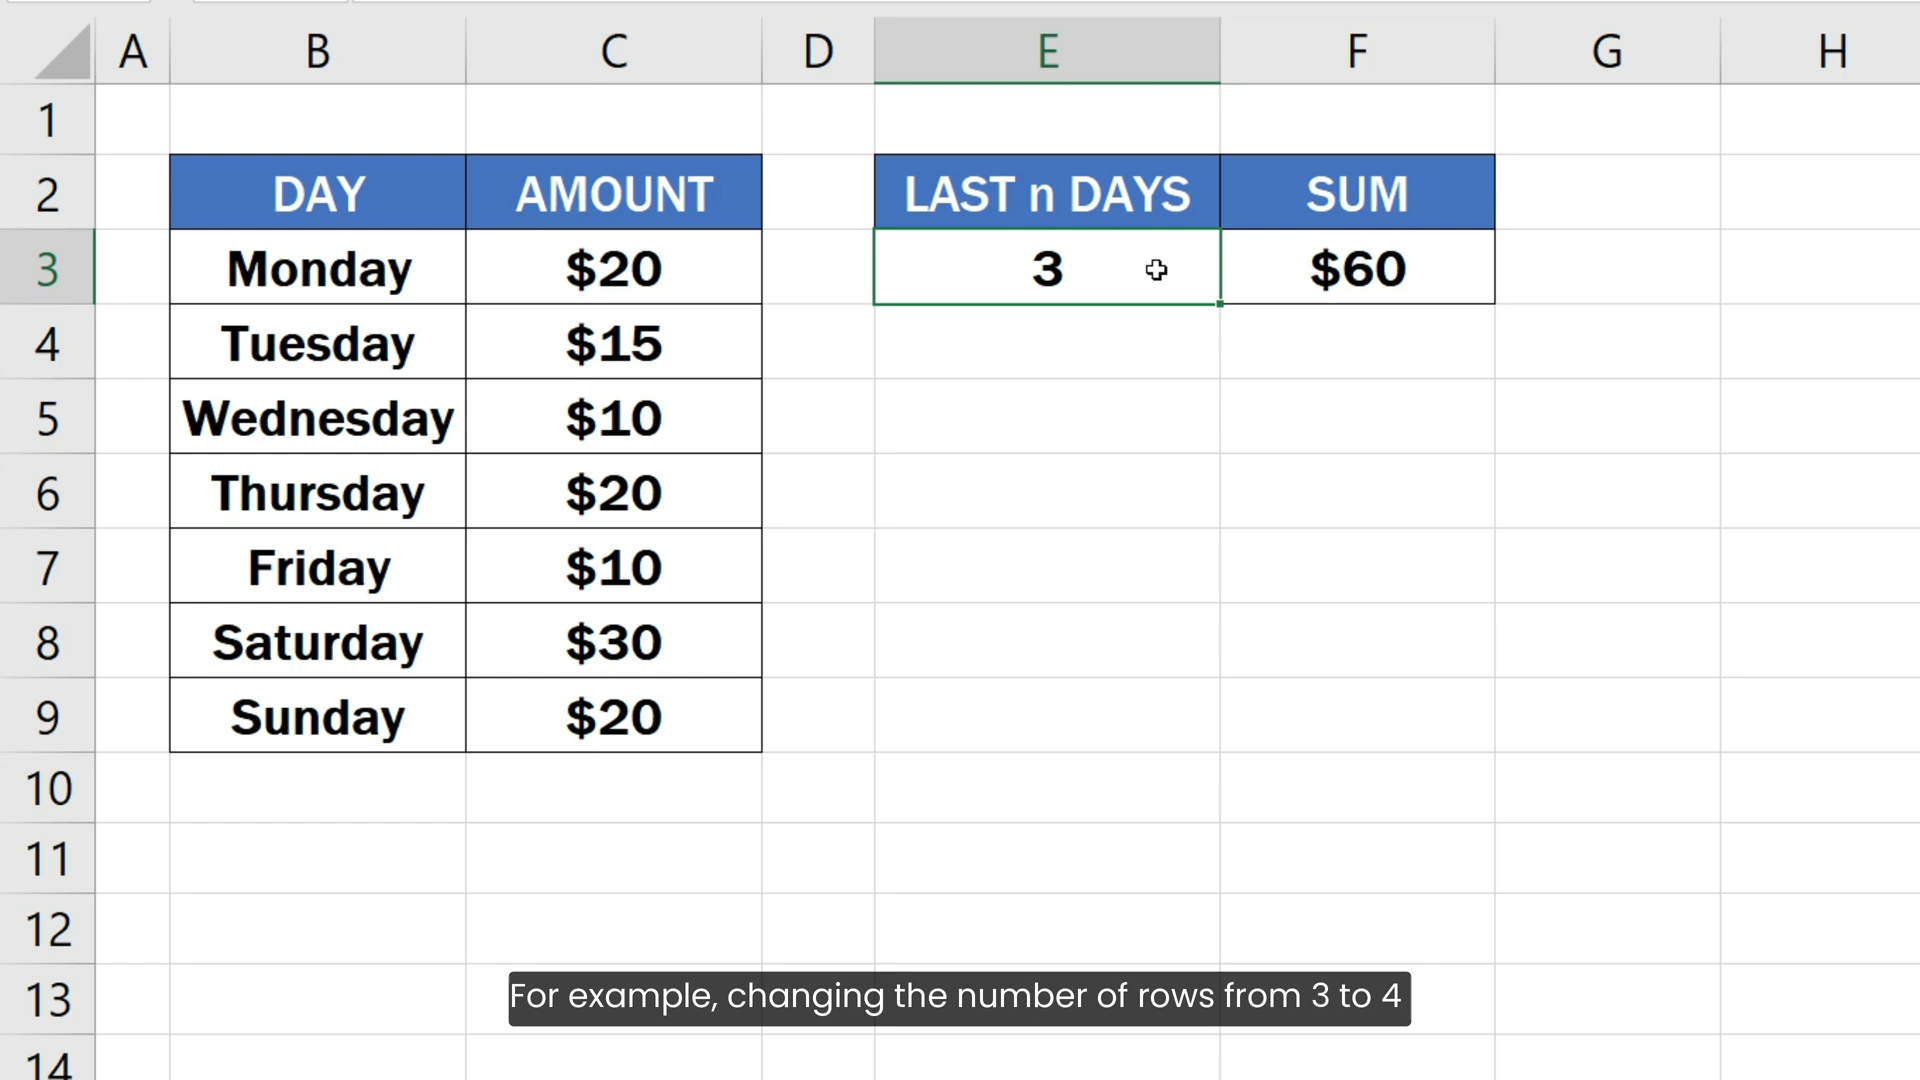 A B C D E F G H
1
2 DAY AMOUNT LAST n DAYS SUM
3 Monday $20 3 $60
4 Tuesday $15
5 Wednesday $10
6 Thursday $20
7 Friday $10
8 Saturday $30
9 Sunday $20
10
11
12
13
For example, changing the number of rows from 3 to 4
14